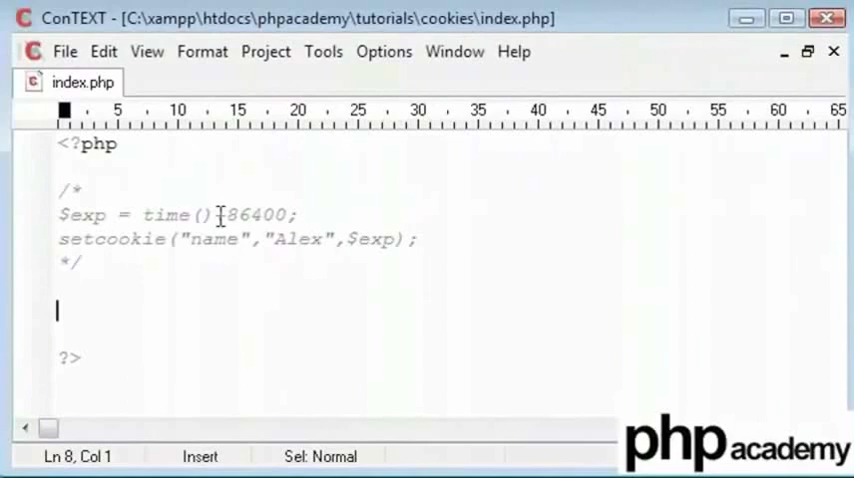 ConTEXT - [C:\xampp\htdocs\phpacademy\tutorials\cookies\index.php]
File Edit View Format Project Tools Options Window Help
index.php
5 10 15 20 25 30 35 40 45 50 55 60 65
<?php
/*
$exp = time() 86400;
setcookie("name","Alex",$exp);
*/
?>
Ln 8, Col 1 Insert Sel: Normal
php academy